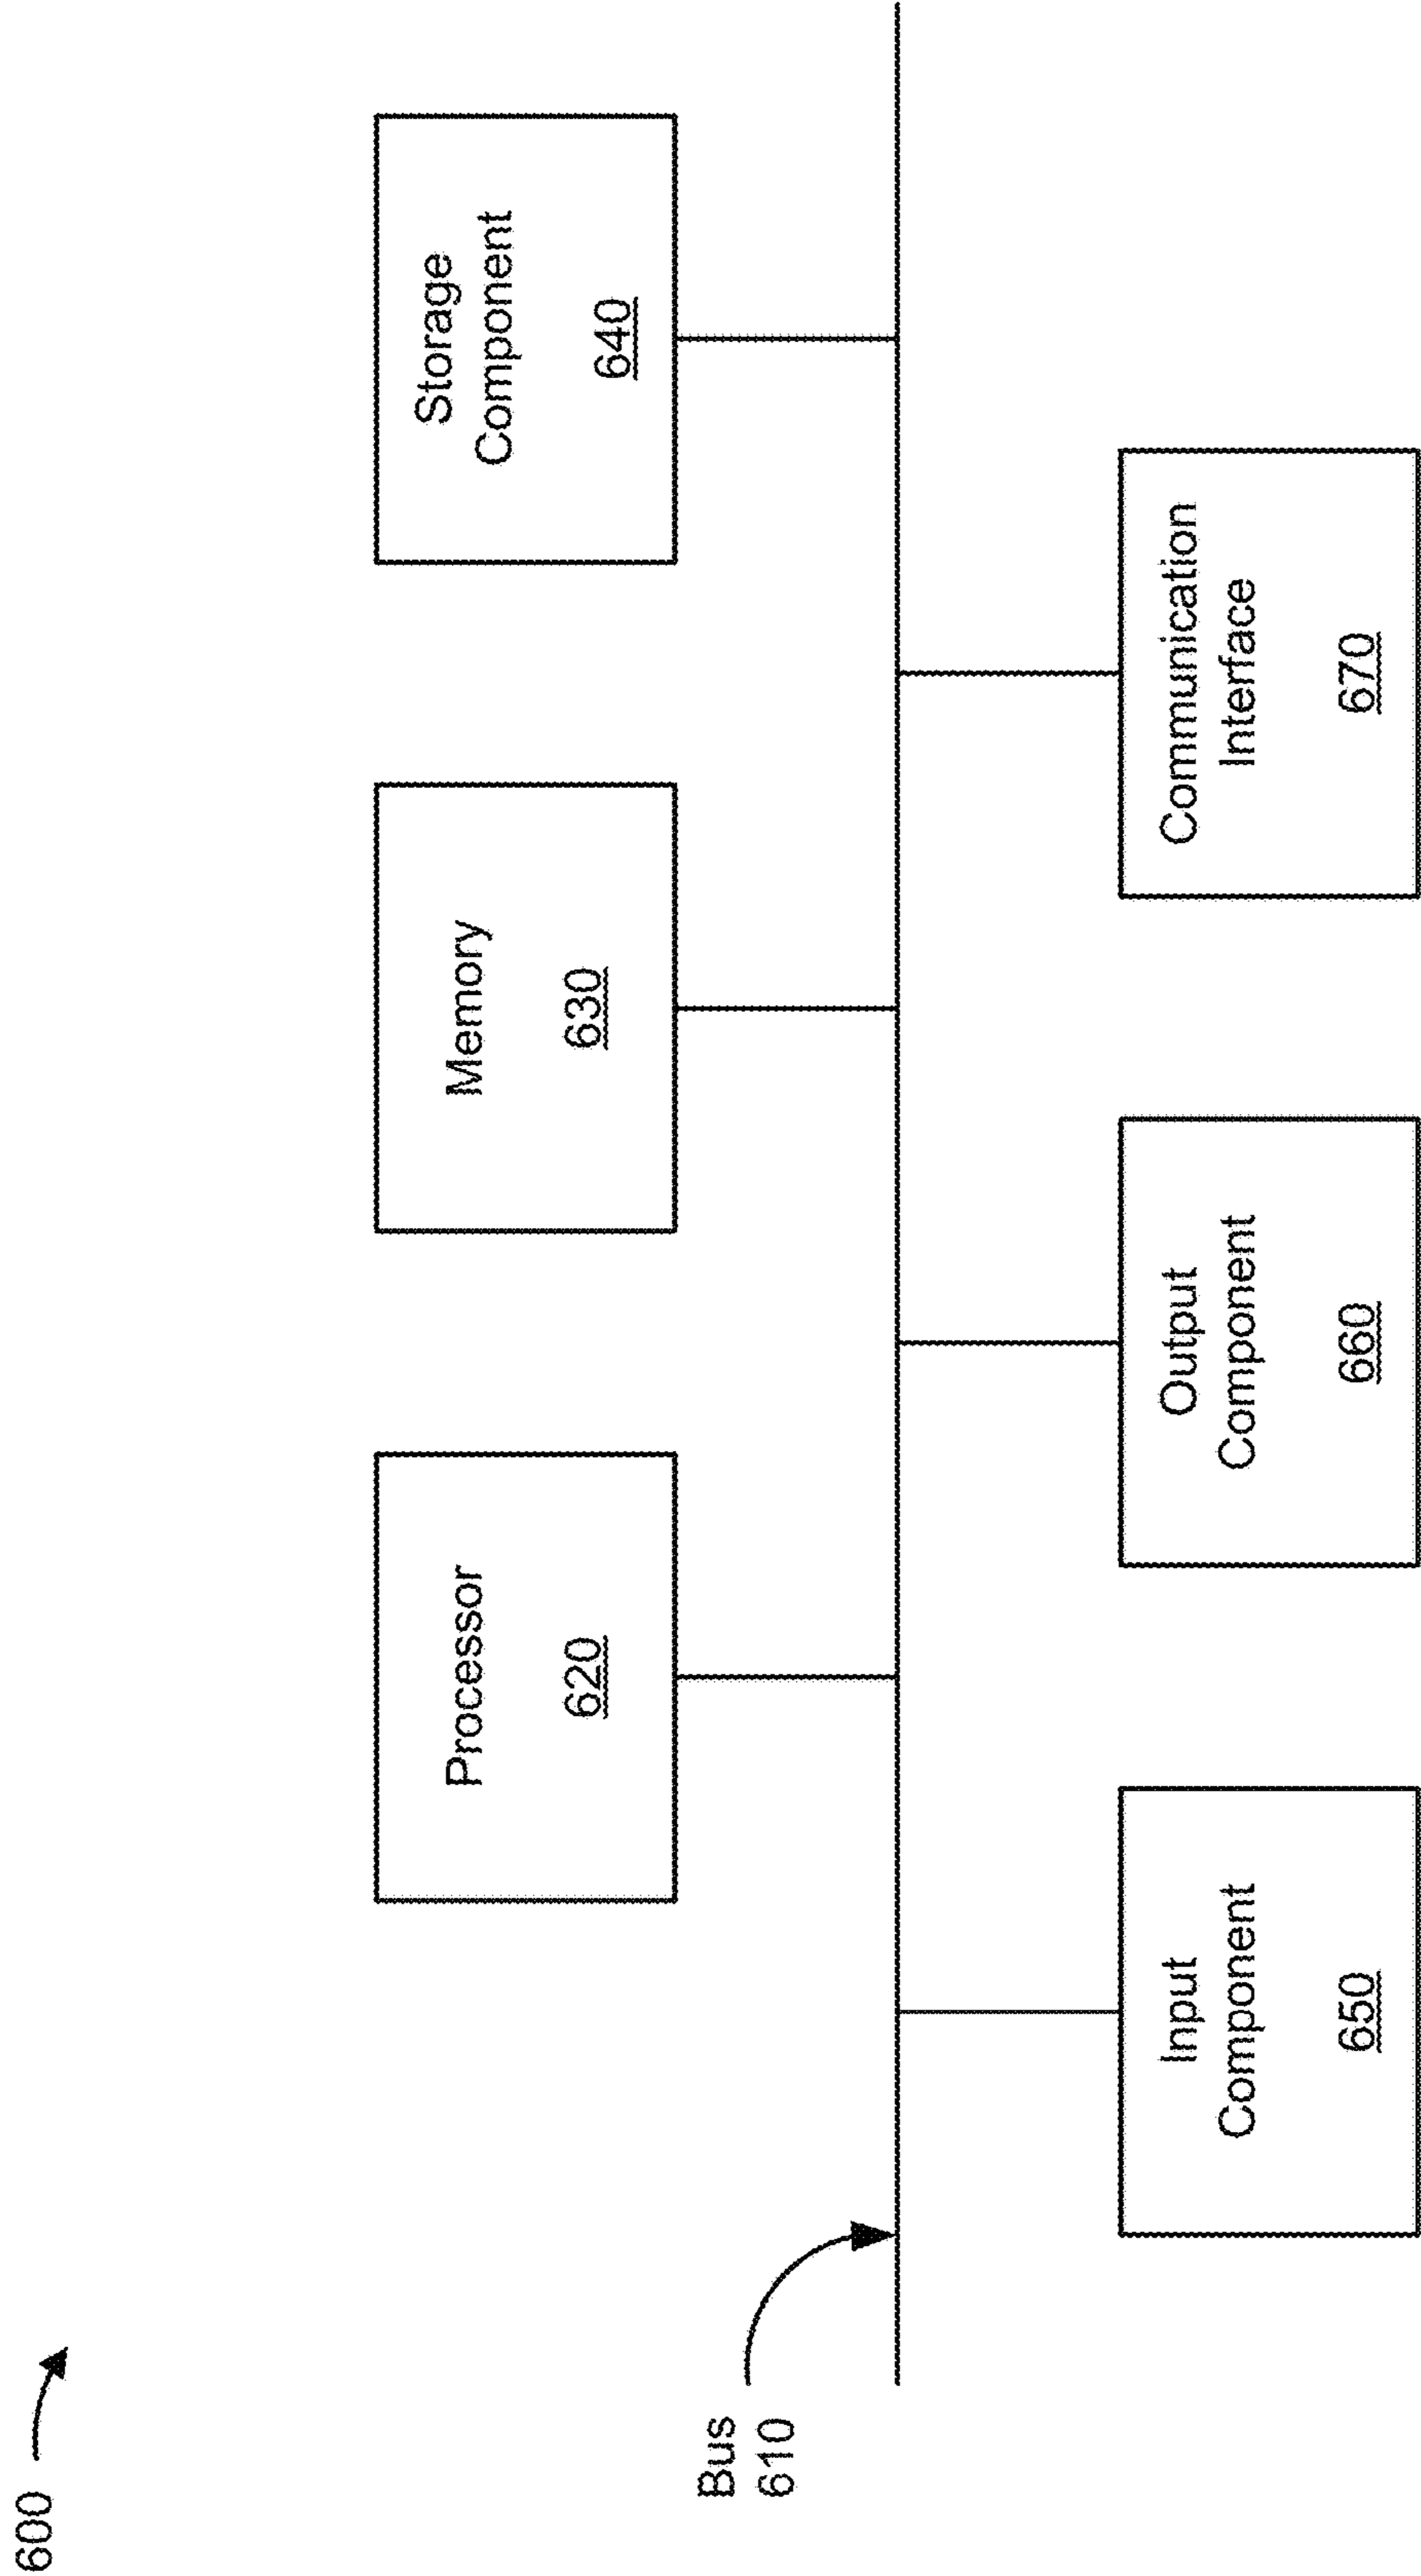 600
Processor
620
Memory
630
Storage
Component
640
Bus
610
Input
Component
650
Output
Component
660
Communication
Interface
670